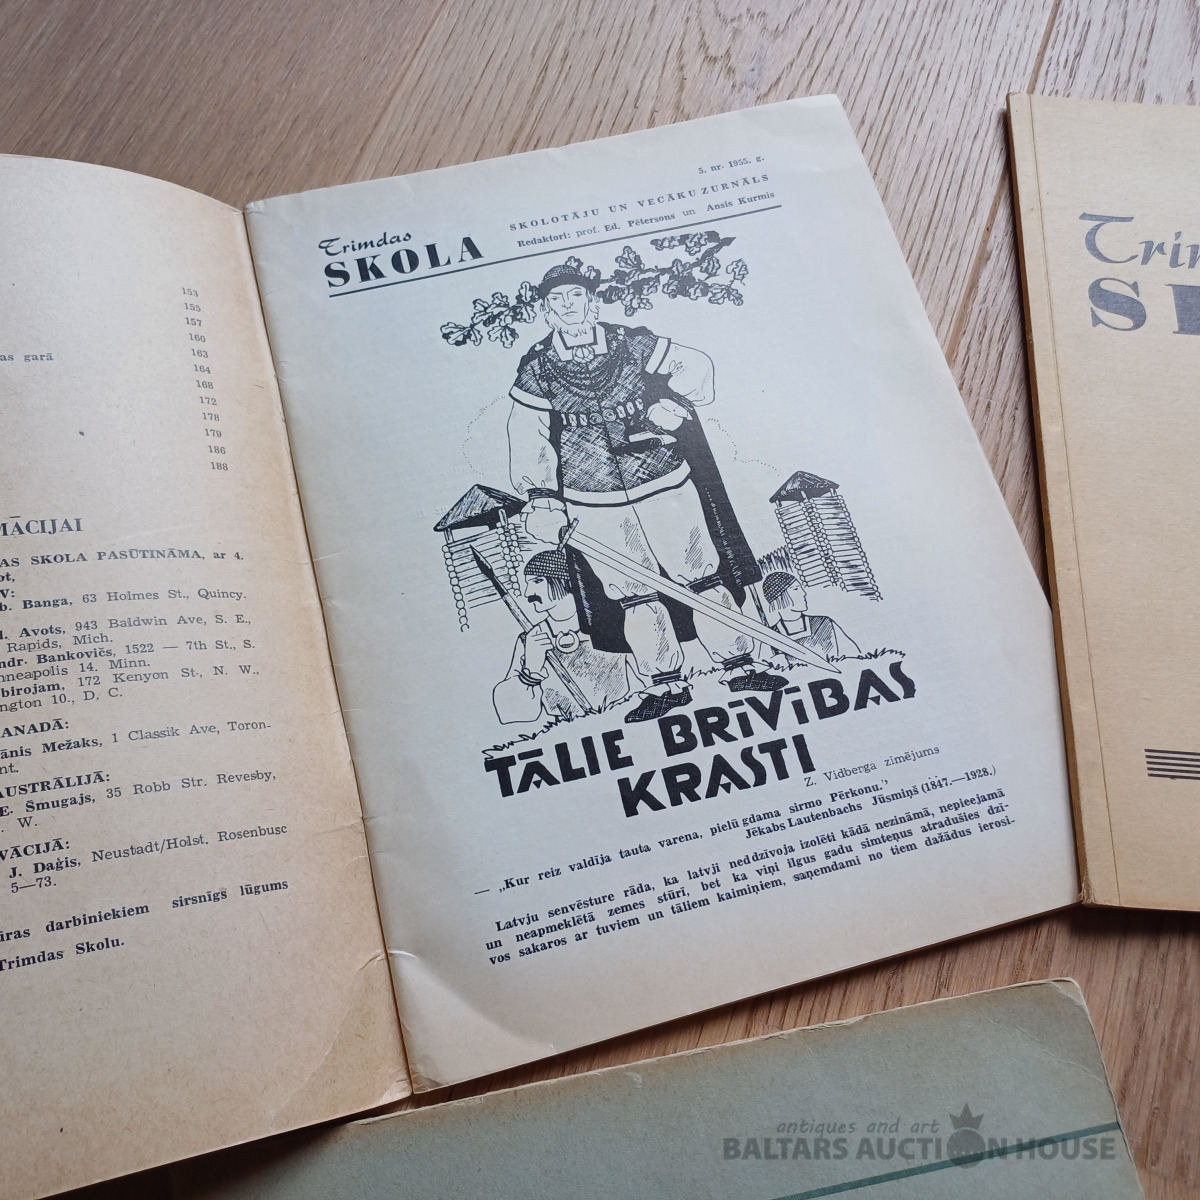 153
155
157
as garā 160
163
164
168
172
178
179
186
188
MĀCIJAI
AS SKOLA PASŪTINĀMA, ar 4.
ot,
V:
b. Banga, 63 Holmes St., Quincy.
l. Avots, 943 Baldwin Ave, S. E.,
Rapids, Mich.
ndr. Bankovičs, 1522 — 7th St., S.
nneapolis 14. Minn.
birojam, 172 Kenyon St., N. W.,
ngton 10., D. C.
ANADĀ:
ānis Mežaks, 1 Classik Ave, Toron-
nt.
AUSTRĀLIJĀ:
E. Šmugajs, 35 Robb Str. Revesby,
. W.
VĀCIJĀ:
J. Daģis, Neustadt/Holst. Rosenbusc
5—73.
īras darbiniekiem sirsnīgs lūgums
Trimdas Skolu.
5. nr. 1955. g.
Trimdas
SKOLA
SKOLOTĀJU UN VECĀKU ZURNĀLS
Redaktori: prof. Ed. Pētersons un Ansis Kurmis
TĀLIE BRĪVĪBAS
KRASTI
Z. Vidberga zīmējums
— „Kur reiz valdīja tauta varena, pielūgdama sirmo Pērkonu."
Jēkabs Lautenbachs Jūsmiņš (1847.—1928.)
Latvju senvēsture rāda, ka latvji neddzīvoja izolēti kādā nezināmā, nepieejamā
un neapmeklētā zemes stūrī, bet ka viņi ilgus gadu simteņus atradušies dzī-
vos sakaros ar tuviem un tāliem kaimiņiem, saņemdami no tiem dažādus ierosi-
Trim
S
antiques and art
BALTARS AUCTION HOUSE